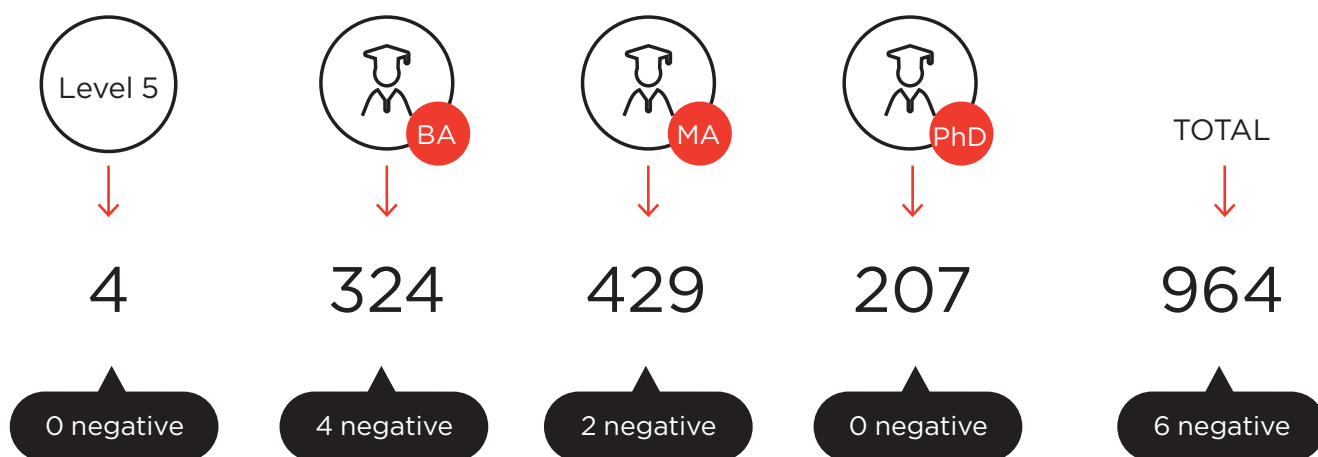 Level 5
BA
MA
PhD
TOTAL
4
324
429
207
964
0 negative
4 negative
2 negative
0 negative
6 negative